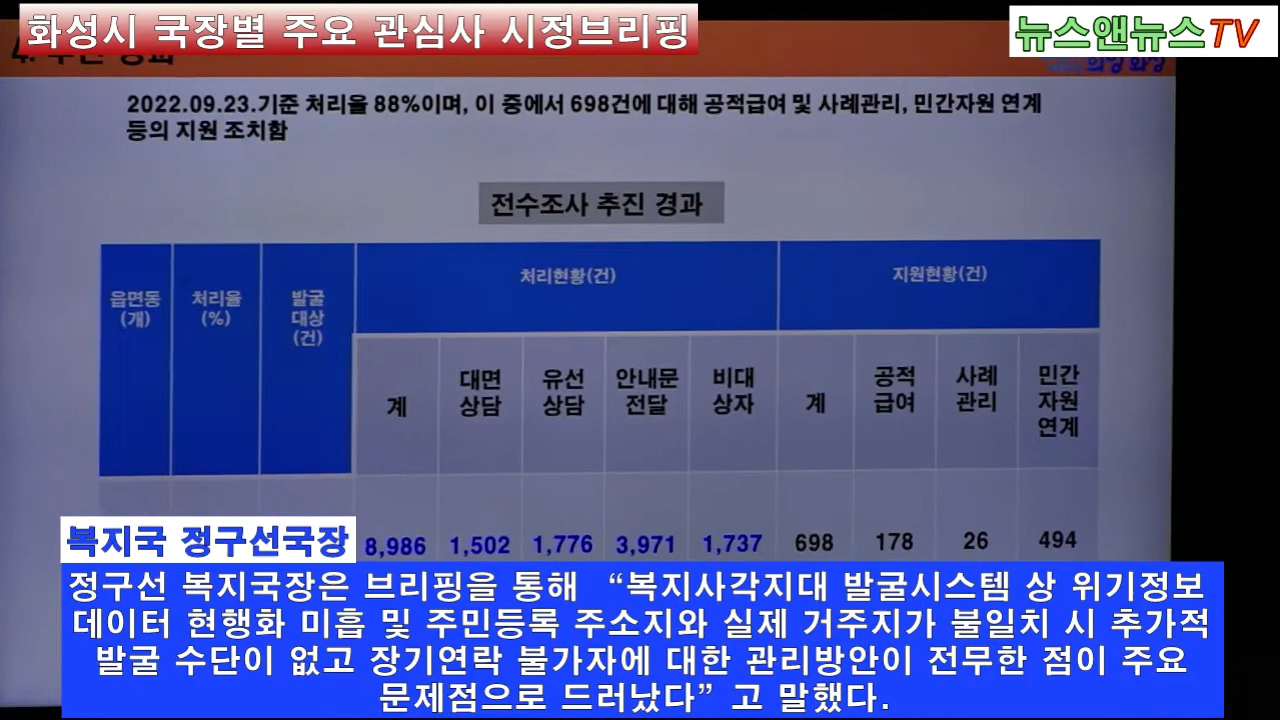 화성시 국장별 주요 관심사 시정브리핑
뉴스앤뉴스TV
희망 화성
2022.09.23.기준 처리율 88%이며, 이 중에서 698건에 대해 공적급여 및 사례관리, 민간자원 연계
등의 지원 조치함
전수조사 추진 경과
읍면동
(개)
처리율
(%)
발굴
대상
(건)
처리현황(건)
지원현황(건)
계
대면
상담
유선
상담
안내문
전달
비대
상자
계
공적
급여
사례
관리
민간
자원
연계
복지국 정구선국장
8,986 1,502 1,776 3,971 1,737 698 178 26 494
정구선 복지국장은 브리핑을 통해 “복지사각지대 발굴시스템 상 위기정보
데이터 현행화 미흡 및 주민등록 주소지와 실제 거주지가 불일치 시 추가적
발굴 수단이 없고 장기연락 불가자에 대한 관리방안이 전무한 점이 주요
문제점으로 드러났다” 고 말했다.